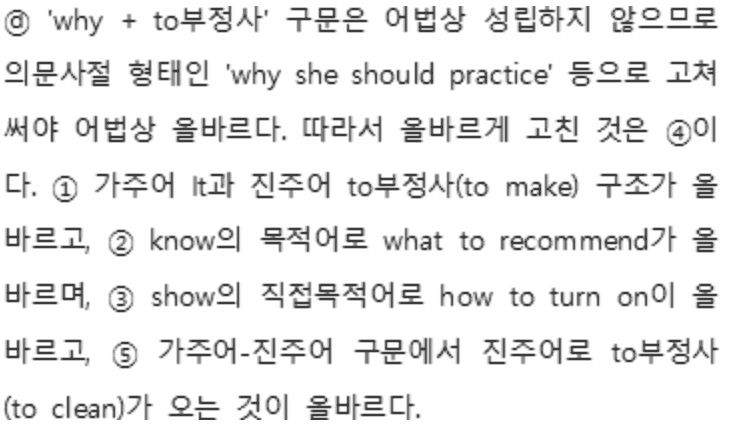 ⓓ 'why + to부정사' 구문은 어법상 성립하지 않으므로
의문사절 형태인 'why she should practice' 등으로 고쳐
써야 어법상 올바르다. 따라서 올바르게 고친 것은 ④이
다. ① 가주어 It과 진주어 to부정사(to make) 구조가 올
바르고, ② know의 목적어로 what to recommend가 올
바르며, ③ show의 직접목적어로 how to turn on이 올
바르고, ⑤ 가주어-진주어 구문에서 진주어로 to부정사
(to clean)가 오는 것이 올바르다.